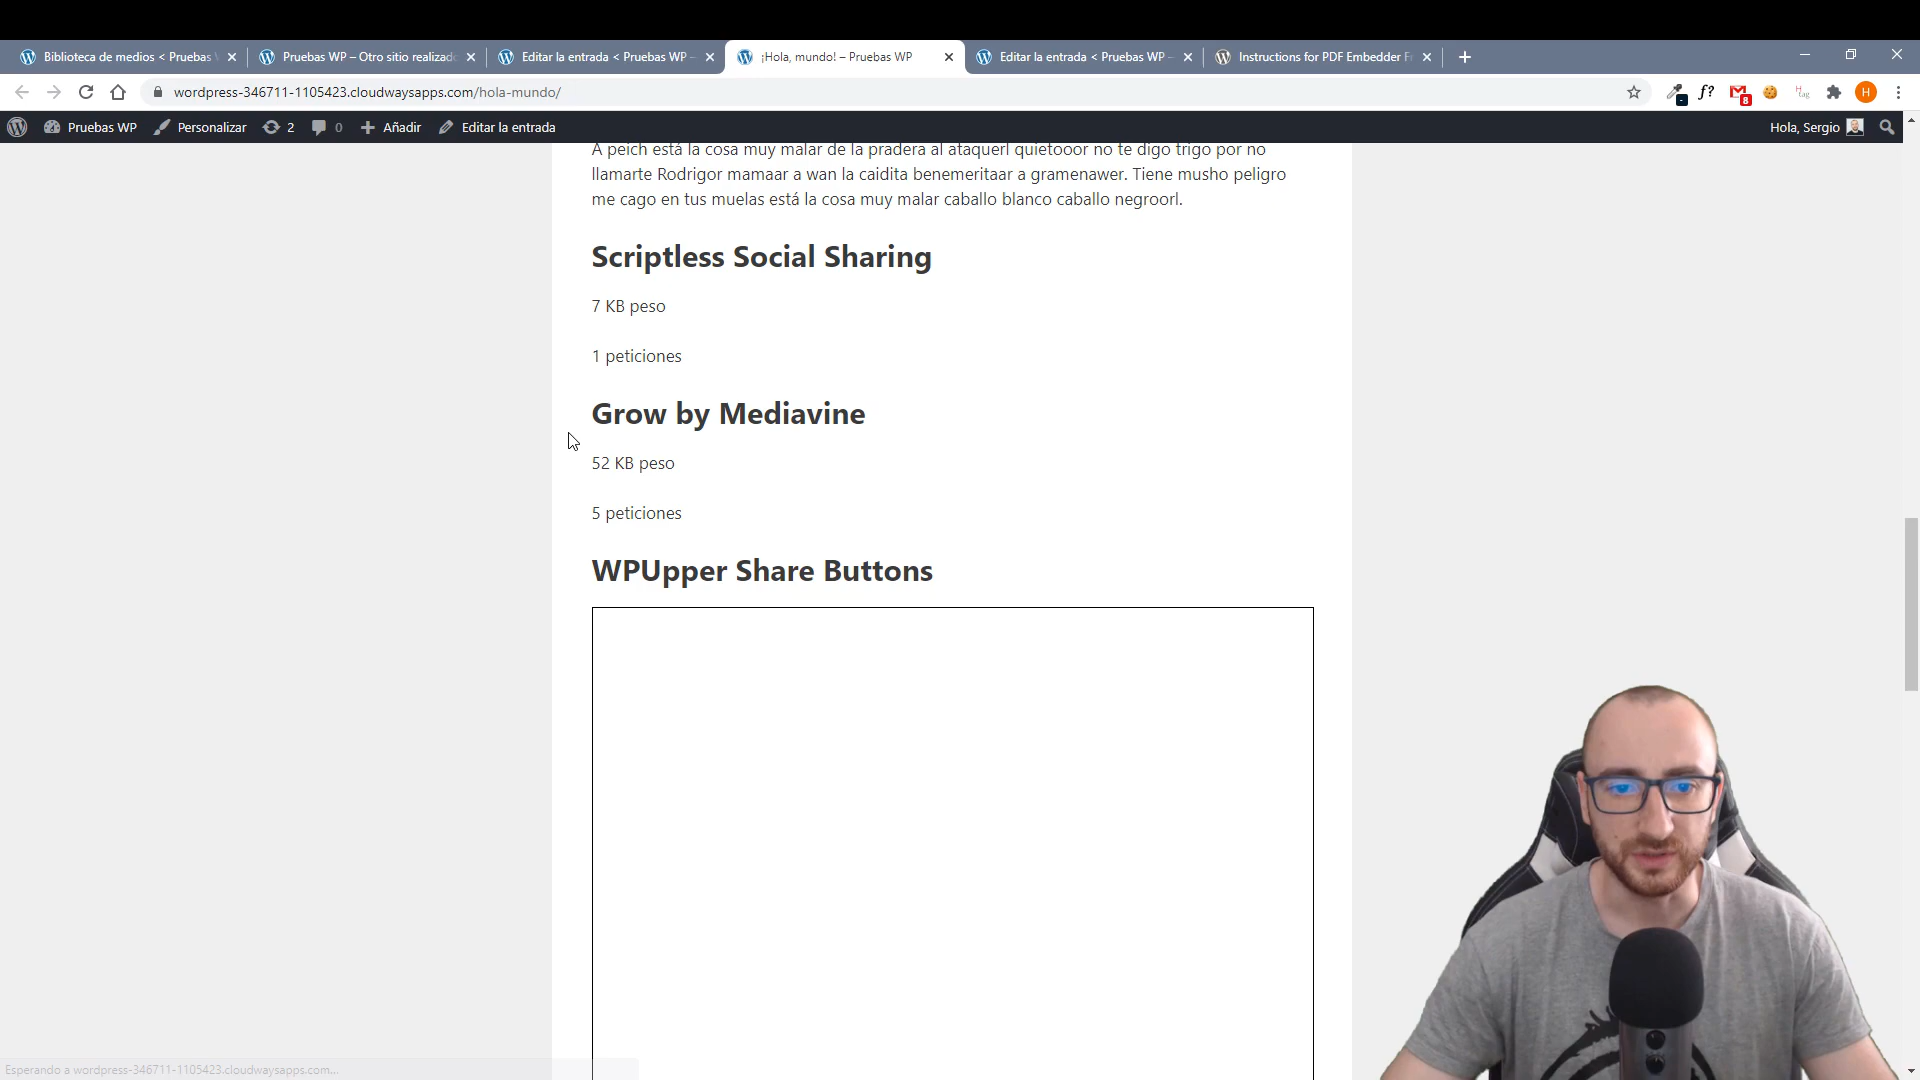 Biblioteca de medios < Pruebas
Pruebas WP – Otro sitio realizado
Editar la entrada < Pruebas WP –
¡Hola, mundo! – Pruebas WP
Editar la entrada < Pruebas WP –
Instructions for PDF Embedder
wordpress-346711-1105423.cloudwaysapps.com/hola-mundo/
f?
8
H
Pruebas WP
Personalizar
2
0
Añadir
Editar la entrada
Hola, Sergio
A peich está la cosa muy malar de la pradera al ataquerl quietooor no te digo trigo por no
llamarte Rodrigor mamaar a wan la caidita benemeritaar a gramenawer. Tiene musho peligro
me cago en tus muelas está la cosa muy malar caballo blanco caballo negroorl.
Scriptless Social Sharing
7 KB peso
1 peticiones
Grow by Mediavine
52 KB peso
5 peticiones
WPUpper Share Buttons
Esperando a wordpress-346711-1105423.cloudwaysapps.com...